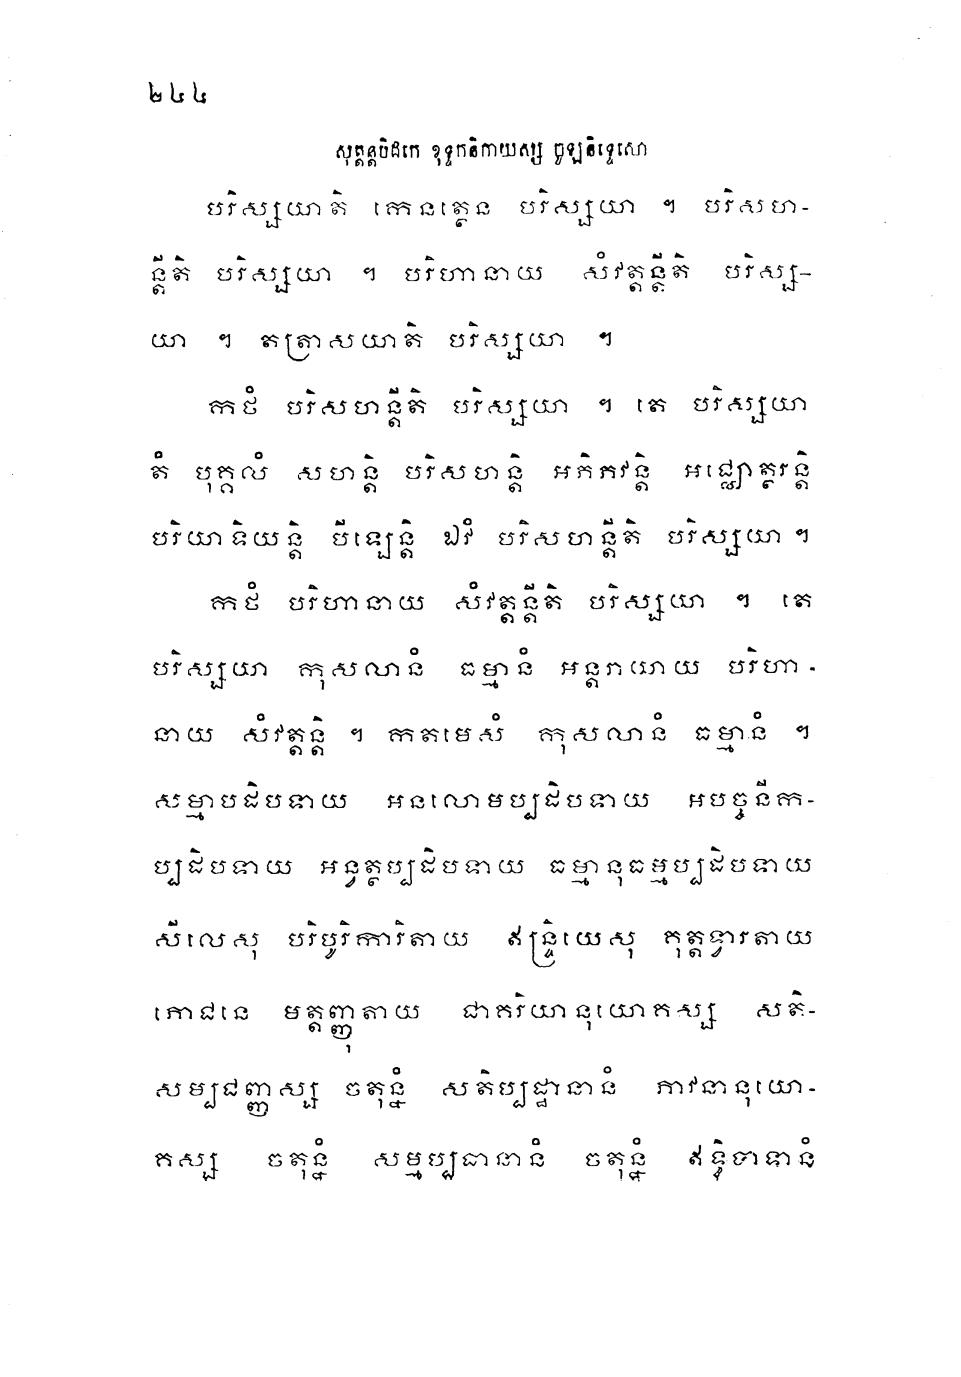 ២៤៤
សុត្តន្តបិដកេ ខុទ្ទកនិកាយស្ស ចូឡនិទ្ទេសោ
បរិស្សយាតិ កេនត្ថេន បរិស្សយា ។ បរិសហ-
ន្តីតិ បរិស្សយា ។ បរិហានាយ សំវត្តន្តីតិ បរិស្ស-
យា ។ តត្រាសយាតិ បរិស្សយា ។
កថំ បរិសហន្តីតិ បរិស្សយា ។ តេ បរិស្សយា
តំ បុគ្គលំ សហន្តិ បរិសហន្តិ អភិភវន្តិ អជ្ឈោត្ថរន្តិ
បរិយាទិយន្តិ បីឡេន្តិ ឯវំ បរិសហន្តីតិ បរិស្សយា ។
កថំ បរិហានាយ សំវត្តន្តីតិ បរិស្សយា ។ តេ
បរិស្សយា កុសលានំ ធម្មានំ អន្តរាយាយ បរិហា-
នាយ សំវត្តន្តិ ។ កតមេសំ កុសលានំ ធម្មានំ ។
សម្មាបដិបទាយ អនុលោមប្បដិបទាយ អបច្ចនីក-
ប្បដិបទាយ អន្វត្ថប្បដិបទាយ ធម្មានុធម្មប្បដិបទាយ
សីលេសុ បរិបូរិការិតាយ ឥន្ទ្រិយេសុ គុត្តទ្វារតាយ
ភោជនេ មត្តញ្ញុតាយ ជាគរិយានុយោគស្ស សតិ-
សម្បជញ្ញស្ស ចតុន្នំ សតិប្បដ្ឋានានំ ភាវនានុយោ-
គស្ស ចតុន្នំ សម្មប្បធានានំ ចតុន្នំ ឥទ្ធិបាទានំ